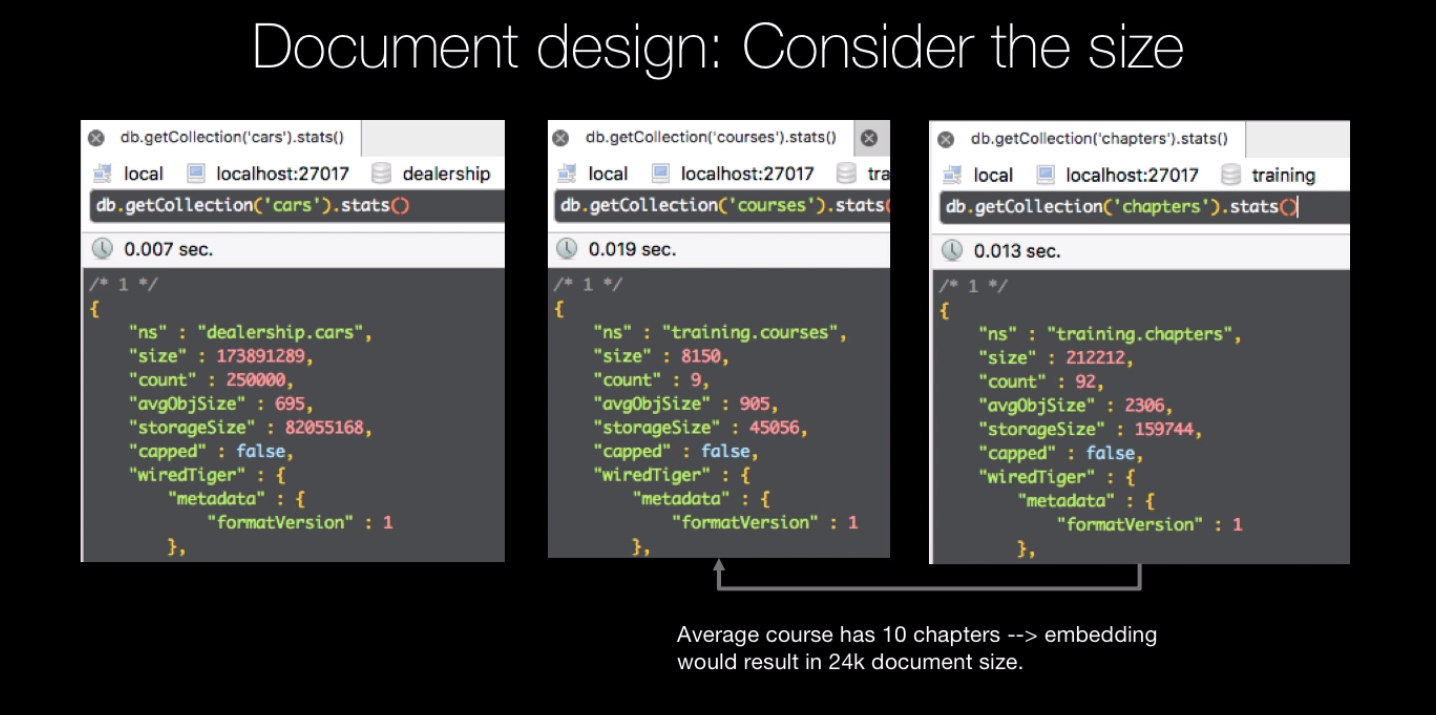 Document design: Consider the size
db.getCollection('cars').stats()
local localhost:27017 dealership
db.getCollection('cars').stats()
0.007 sec.
/* 1 */
{
"ns" : "dealership.cars",
"size" : 173891289,
"count" : 250000,
"avgObjSize" : 695,
"storageSize" : 82055168,
"capped" : false,
"wiredTiger" : {
"metadata" : {
"formatVersion" : 1
},
db.getCollection('courses').stats()
local localhost:27017 tra
db.getCollection('courses').stats(
0.019 sec.
/* 1 */
{
"ns" : "training.courses",
"size" : 8150,
"count" : 9,
"avgObjSize" : 905,
"storageSize" : 45056,
"capped" : false,
"wiredTiger" : {
"metadata" : {
"formatVersion" : 1
},
db.getCollection('chapters').stats()
local localhost:27017 training
db.getCollection('chapters').stats()
0.013 sec.
/* 1 */
{
"ns" : "training.chapters",
"size" : 212212,
"count" : 92,
"avgObjSize" : 2306,
"storageSize" : 159744,
"capped" : false,
"wiredTiger" : {
"metadata" : {
"formatVersion" : 1
},
Average course has 10 chapters --> embedding
would result in 24k document size.